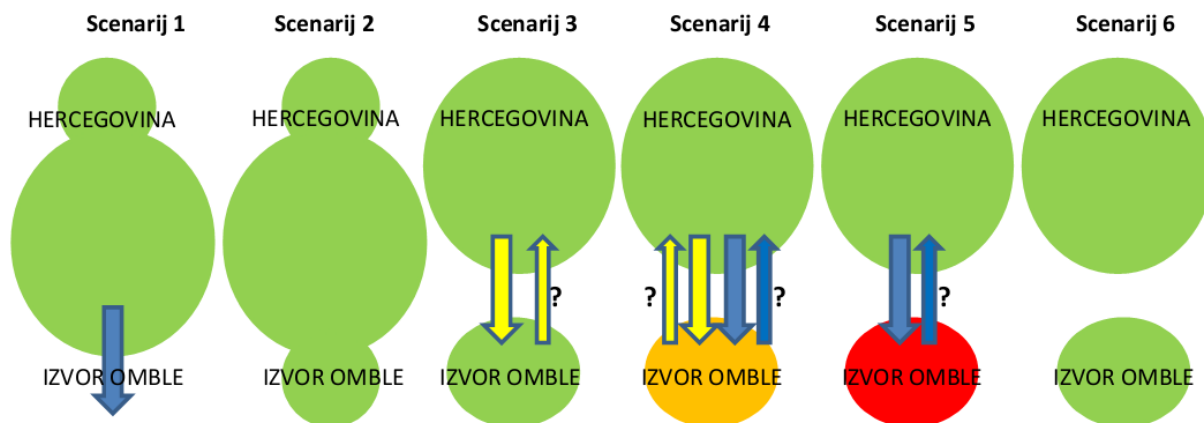 Scenarij 1 Scenarij 2 Scenarij 3 Scenarij 4 Scenarij 5 Scenarij 6
HERCEGOVINA HERCEGOVINA HERCEGOVINA HERCEGOVINA HERCEGOVINA HERCEGOVINA
? ? ? ?
IZVOR OMBLE IZVOR OMBLE IZVOR OMBLE IZVOR OMBLE IZVOR OMBLE IZVOR OMBLE